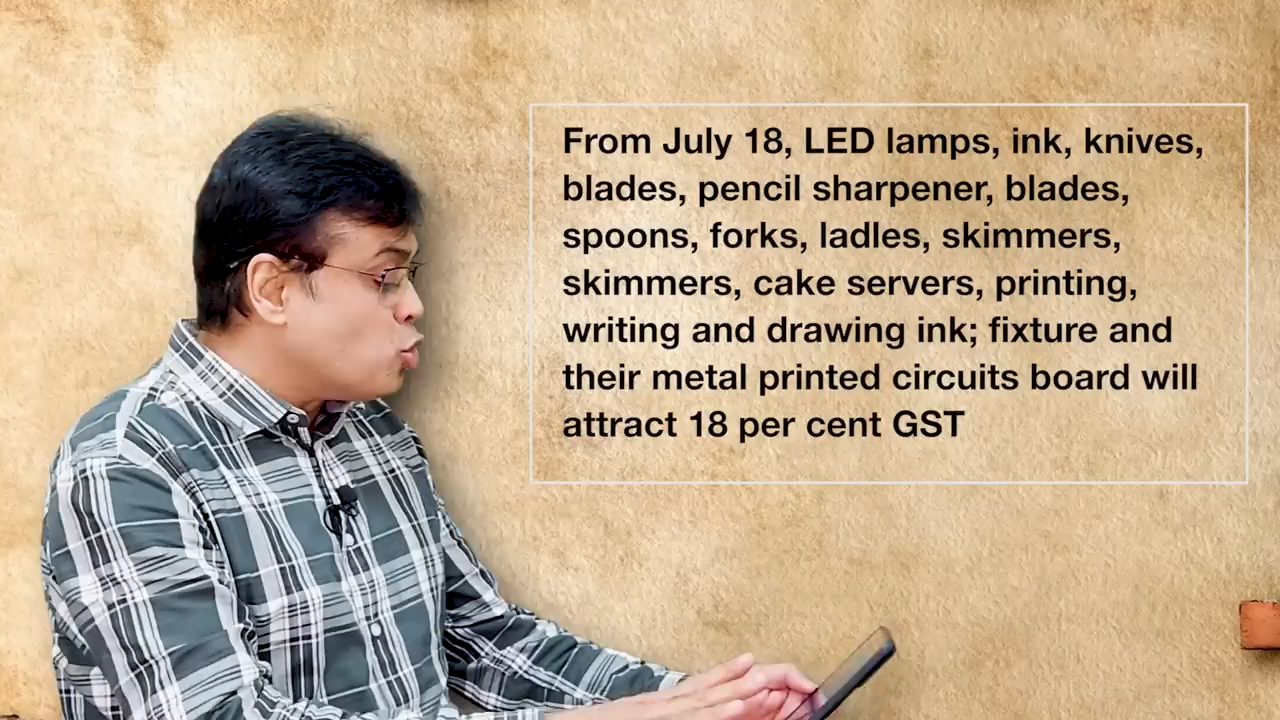 From July 18, LED lamps, ink, knives,
blades, pencil sharpener, blades,
spoons, forks, ladles, skimmers,
skimmers, cake servers, printing,
writing and drawing ink; fixture and
their metal printed circuits board will
attract 18 per cent GST